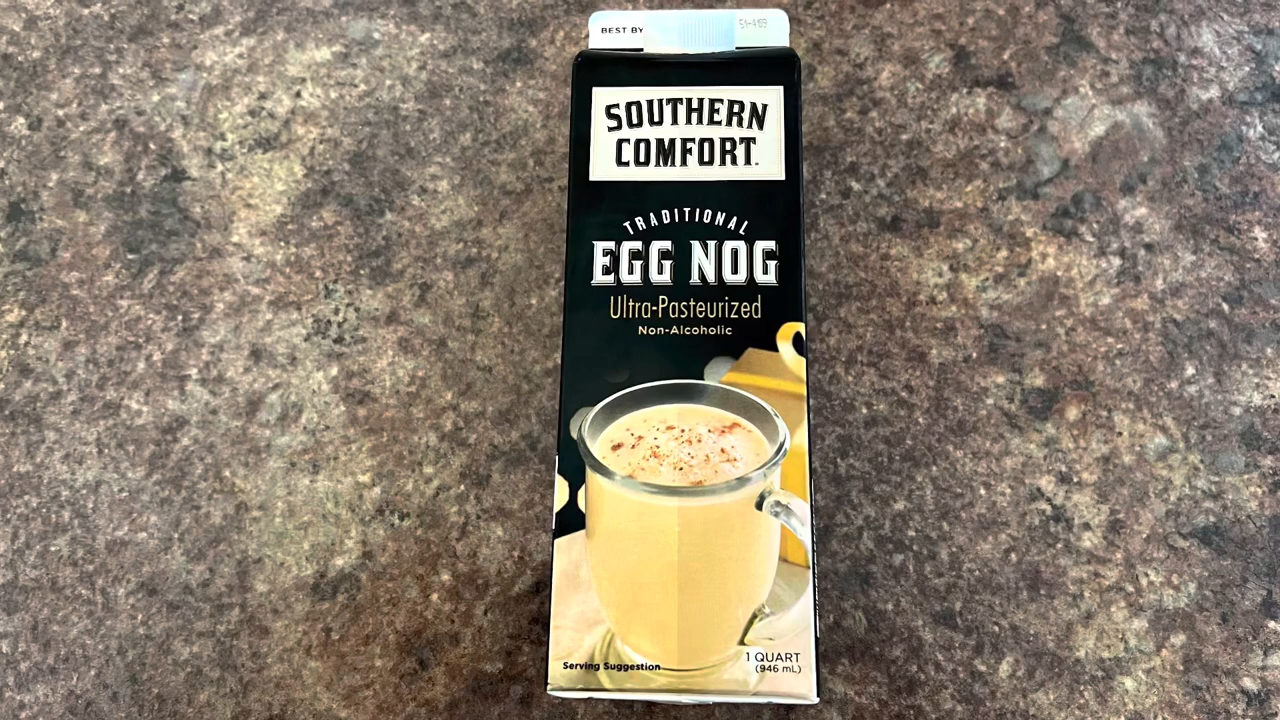 BEST BY
SOUTHERN
COMFORT.
TRADITIONAL
EGG NOG
Ultra-Pasteurized
Non-Alcoholic
Serving Suggestion
1 QUART
(946 mL)